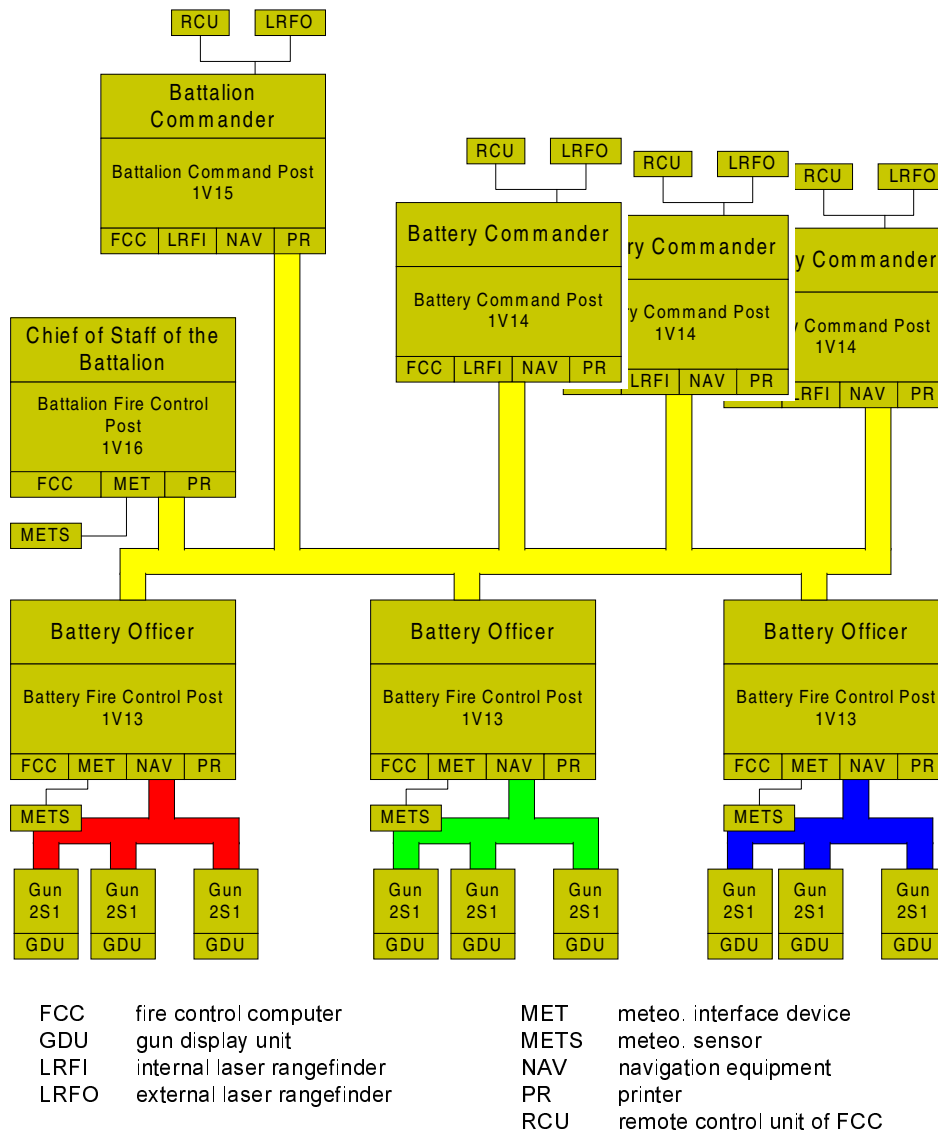 RCU LRFO
Battalion
Commander
Battalion Command Post
1V15
FCC LRFI NAV PR
RCU LRFO
Battery Commander
Battery Command Post
1V14
FCC LRFI NAV PR
RCU LRFO
ry Commander
y Command Post
1V14
LRFI NAV PR
RCU LRFO
y Commander
y Command Post
1V14
LRFI NAV PR
Chief of Staff of the
Battalion
Battalion Fire Control
Post
1V16
FCC MET PR
METS
Battery Officer
Battery Fire Control Post
1V13
FCC MET NAV PR
METS
Gun
2S1
GDU
Gun
2S1
GDU
Gun
2S1
GDU
Battery Officer
Battery Fire Control Post
1V13
FCC MET NAV PR
METS
Gun
2S1
GDU
Gun
2S1
GDU
Gun
2S1
GDU
Battery Officer
Battery Fire Control Post
1V13
FCC MET NAV PR
METS
Gun
2S1
GDU
Gun
2S1
GDU
Gun
2S1
GDU
FCC fire control computer
GDU gun display unit
LRFI internal laser rangefinder
LRFO external laser rangefinder
MET meteo. interface device
METS meteo. sensor
NAV navigation equipment
PR printer
RCU remote control unit of FCC